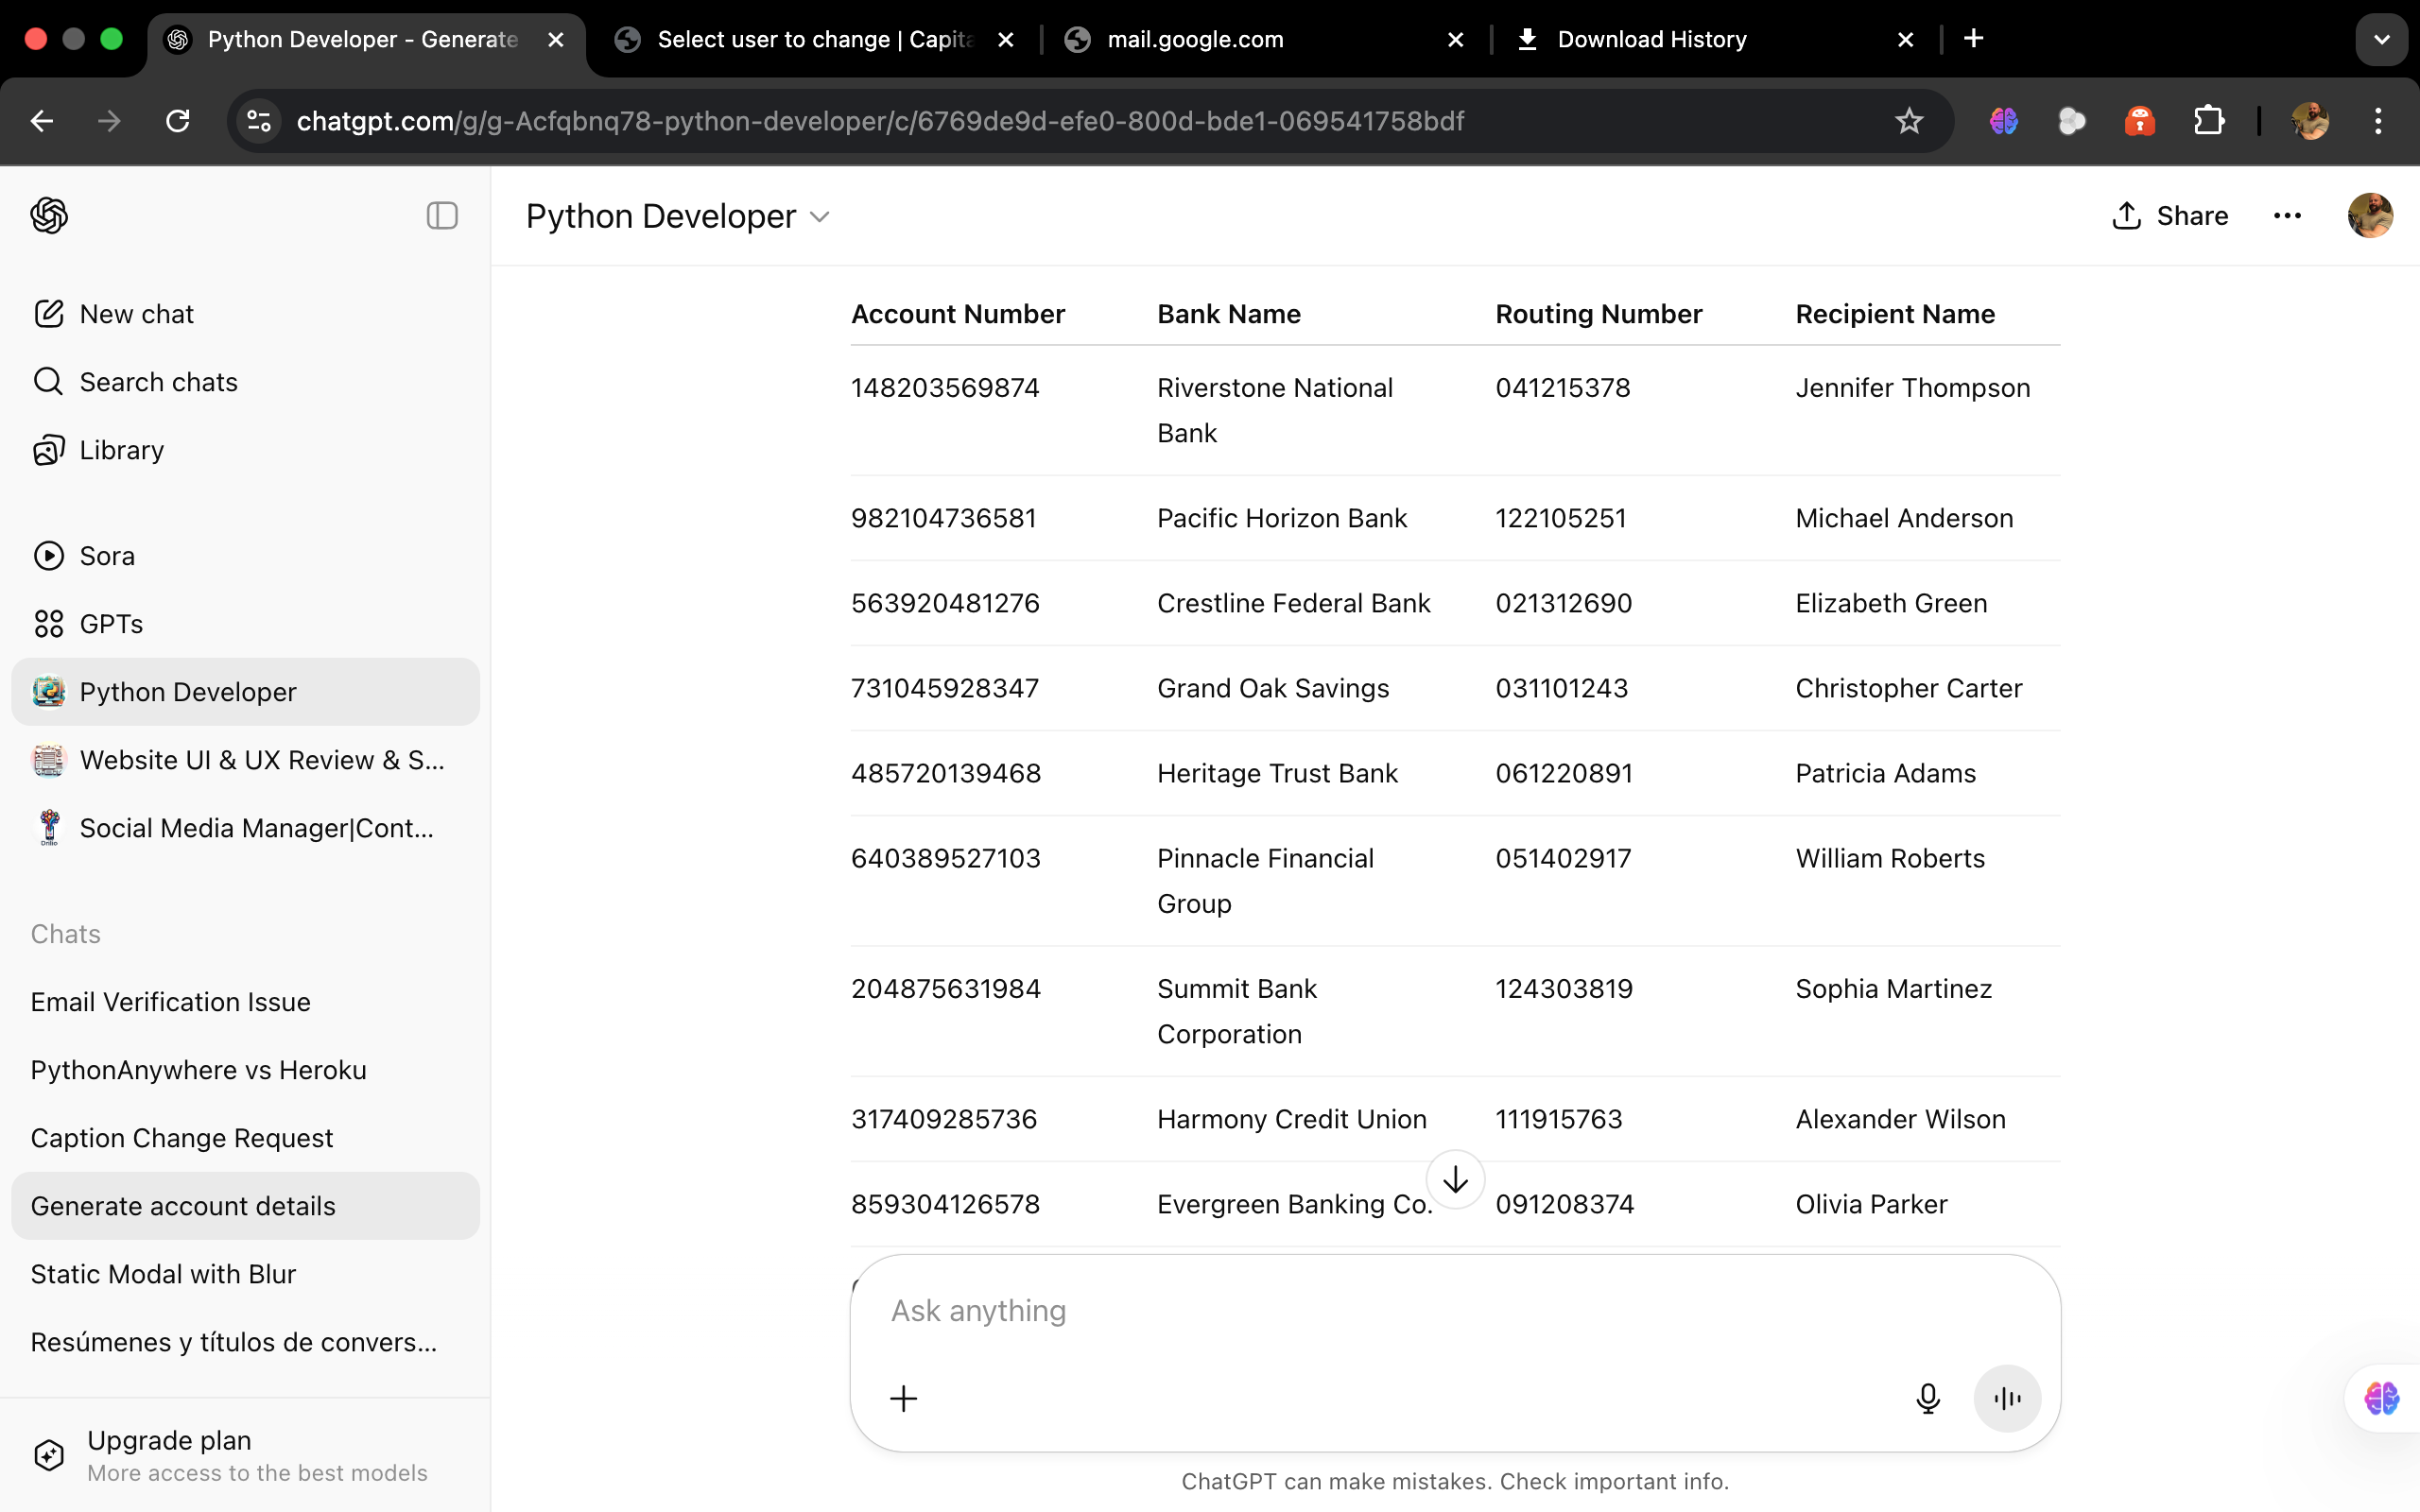 Python Developer - Generate
Select user to change | Capita
mail.google.com
Download History
chatgpt.com/g/g-Acfqbnq78-python-developer/c/6769de9d-efe0-800d-bde1-069541758bdf
New chat
Search chats
Library
Sora
GPTs
Python Developer
Website UI & UX Review & S...
Social Media Manager|Cont...
Chats
Email Verification Issue
PythonAnywhere vs Heroku
Caption Change Request
Generate account details
Static Modal with Blur
Resúmenes y títulos de convers...
Upgrade plan
More access to the best models
Python Developer
Share
Account Number Bank Name Routing Number Recipient Name
148203569874 Riverstone National 041215378 Jennifer Thompson
Bank
982104736581 Pacific Horizon Bank 122105251 Michael Anderson
563920481276 Crestline Federal Bank 021312690 Elizabeth Green
731045928347 Grand Oak Savings 031101243 Christopher Carter
485720139468 Heritage Trust Bank 061220891 Patricia Adams
640389527103 Pinnacle Financial 051402917 William Roberts
Group
204875631984 Summit Bank 124303819 Sophia Martinez
Corporation
317409285736 Harmony Credit Union 111915763 Alexander Wilson
859304126578 Evergreen Banking Co. 091208374 Olivia Parker
Ask anything
ChatGPT can make mistakes. Check important info.